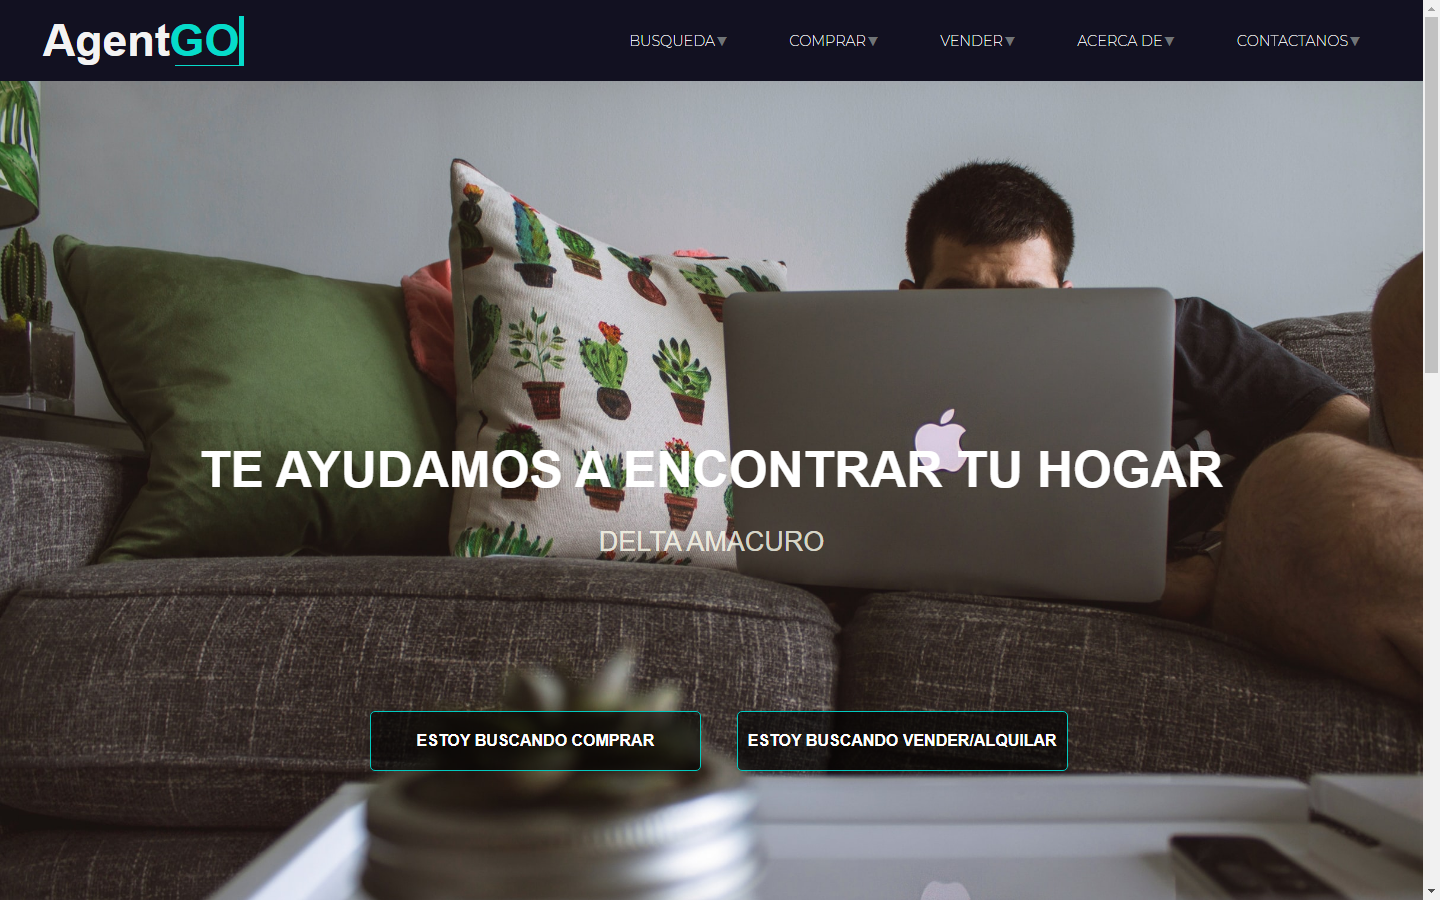 AgentGO
BUSQUEDA▼ COMPRAR▼ VENDER▼ ACERCA DE▼ CONTACTANOS▼
TE AYUDAMOS A ENCONTRAR TU HOGAR
DELTA AMACURO
ESTOY BUSCANDO COMPRAR ESTOY BUSCANDO VENDER/ALQUILAR